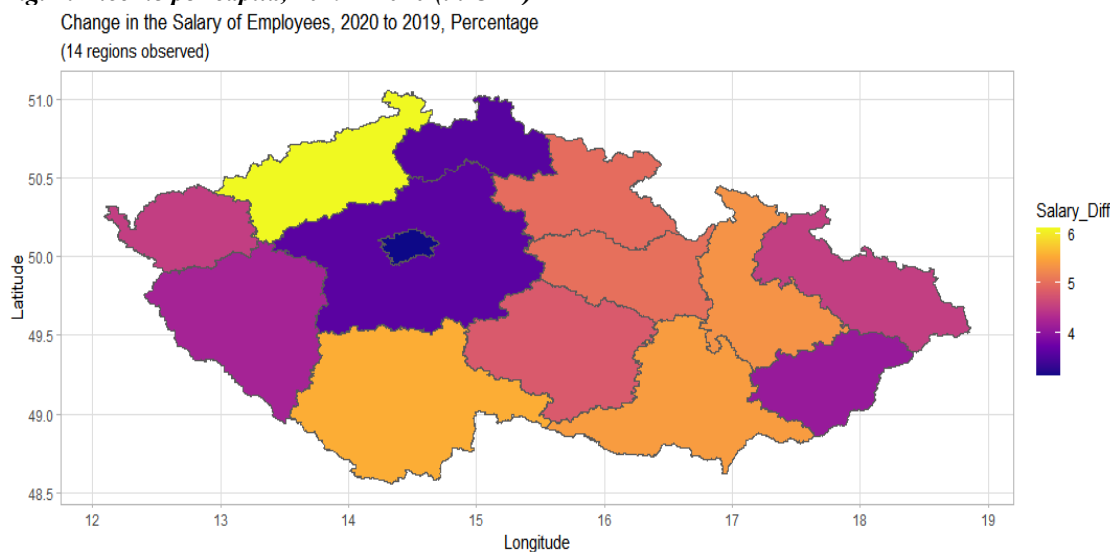 Change in the Salary of Employees, 2020 to 2019, Percentage
(14 regions observed)
51.0
50.5
50.0
49.5
49.0
48.5
Latitude
12 13 14 15 16 17 18 19
Longitude
Salary_Diff
6
5
4